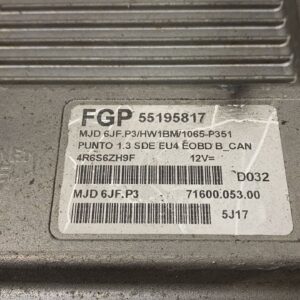 FGP 55195817
MJD 6JF.P3/HW1BM/1065-P351
PUNTO 1.3 SDE EU4 EOBD B_CAN
4R6S6ZH9F 12V=
D032
MJD 6JF.P3 71600.053.00
5J17